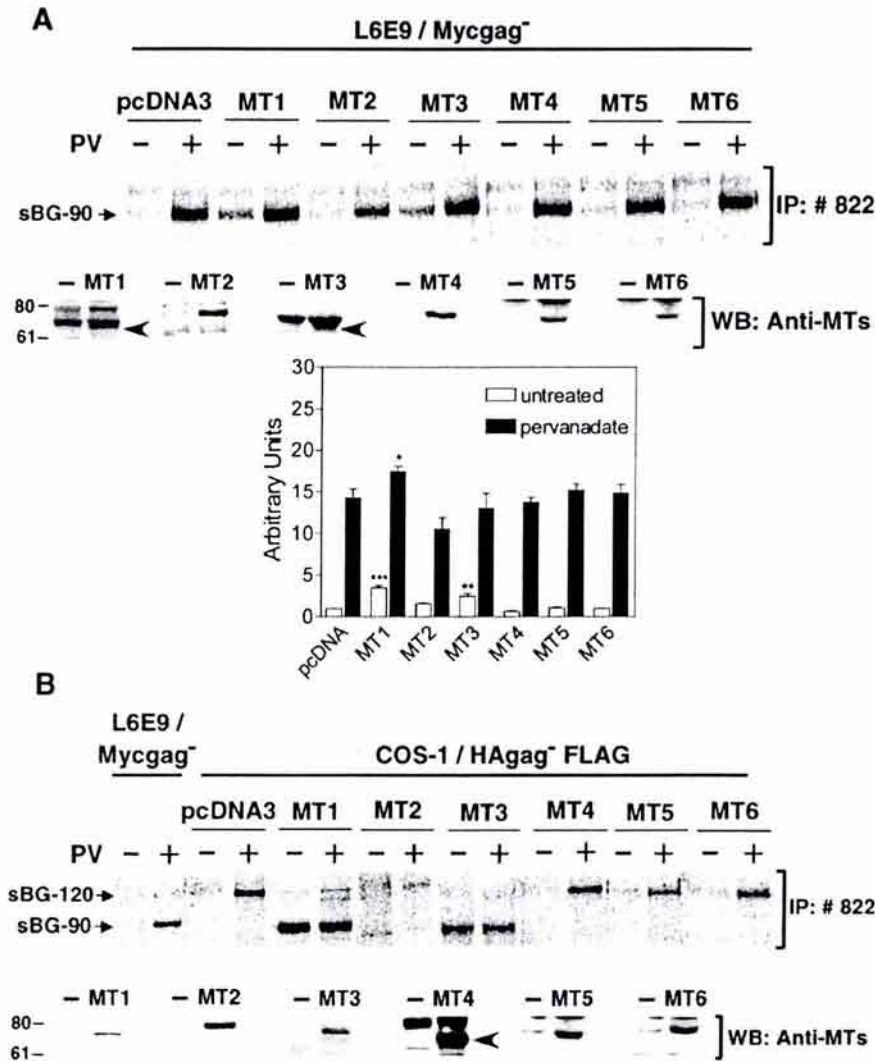 A
L6E9 / Mycgag-
pcDNA3 MT1 MT2 MT3 MT4 MT5 MT6
PV − + − + − + − + − + − + − +
sBG-90
IP: # 822
− MT1 − MT2 − MT3 − MT4 − MT5 − MT6
80
61
WB: Anti-MTs
30
25
20
15
10
5
0
Arbitrary Units
untreated
pervanadate
*
***
**
pcDNA MT1 MT2 MT3 MT4 MT5 MT6
B
L6E9 /
Mycgag-
COS-1 / HAgag- FLAG
pcDNA3 MT1 MT2 MT3 MT4 MT5 MT6
PV − + − + − + − + − + − + − + − +
sBG-120
sBG-90
IP: # 822
− MT1 − MT2 − MT3 − MT4 − MT5 − MT6
80
61
WB: Anti-MTs